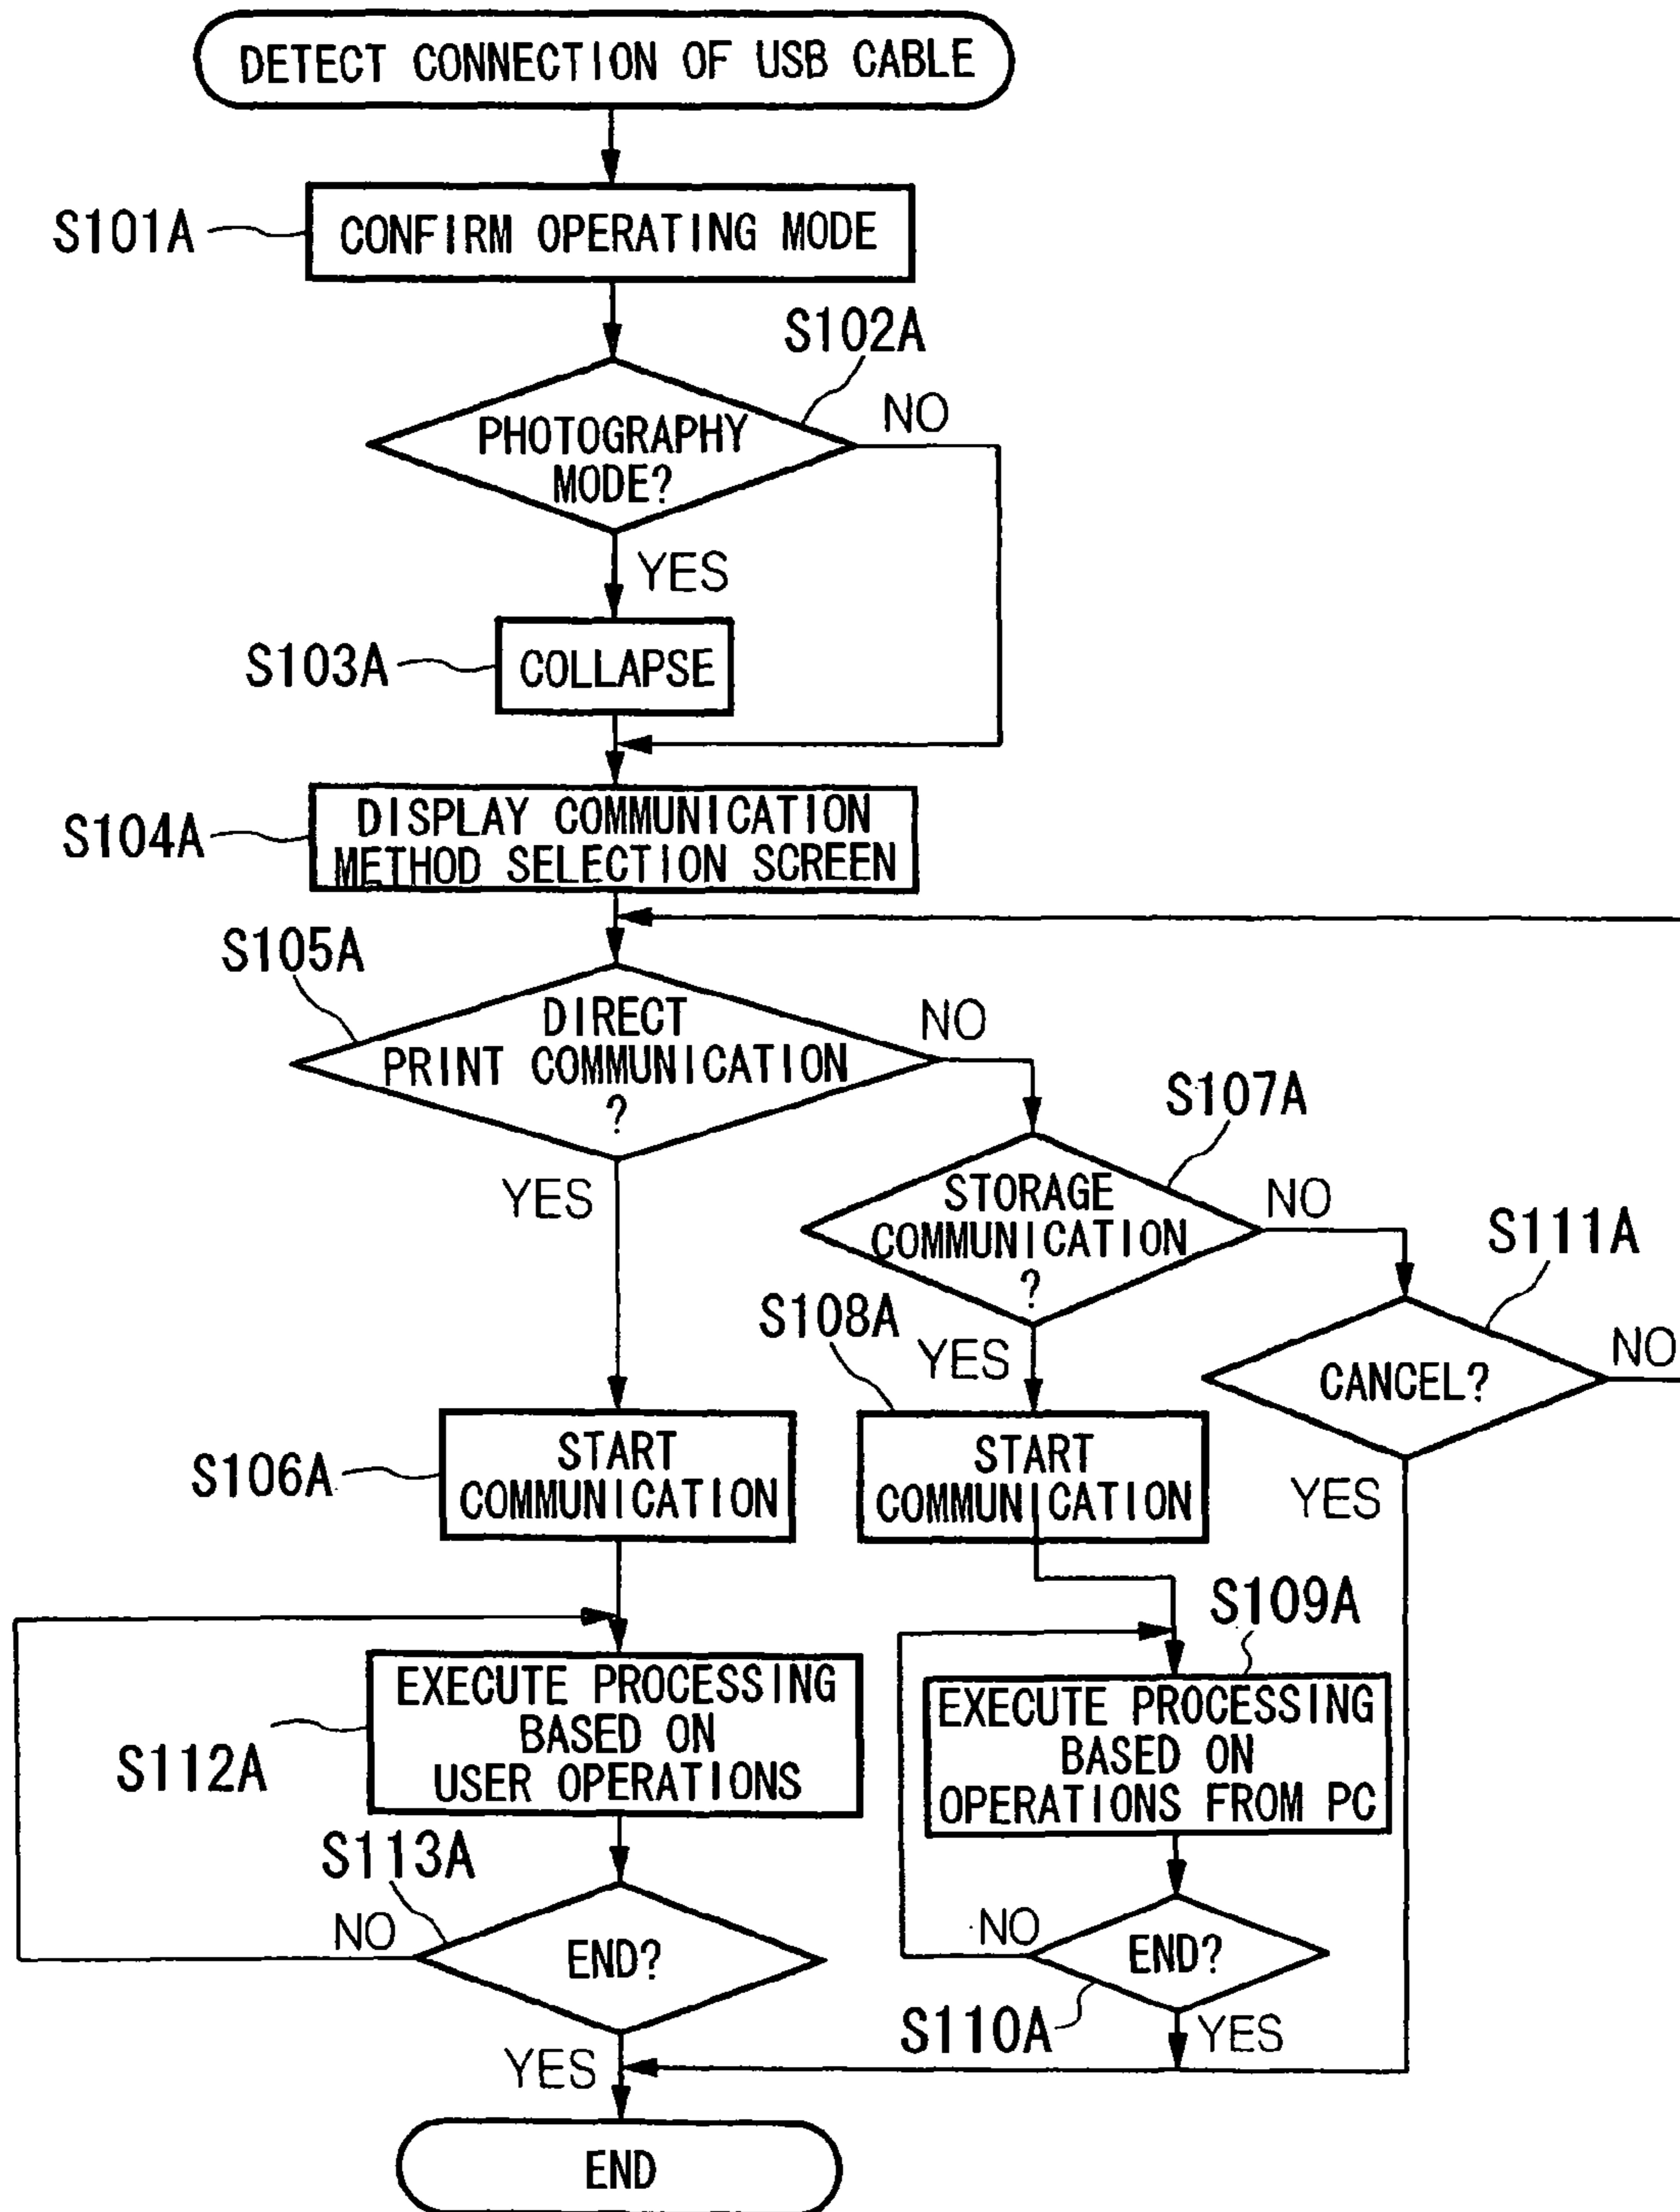 DETECT CONNECTION OF USB CABLE
S101A
CONFIRM OPERATING MODE
S102A
PHOTOGRAPHY
MODE?
NO
YES
S103A
COLLAPSE
S104A
DISPLAY COMMUNICATION
METHOD SELECTION SCREEN
S105A
DIRECT
PRINT COMMUNICATION
?
NO
YES
S107A
STORAGE
COMMUNICATION
?
NO
YES
S111A
CANCEL?
NO
YES
S106A
START
COMMUNICATION
S108A
START
COMMUNICATION
S112A
EXECUTE PROCESSING
BASED ON
USER OPERATIONS
S109A
EXECUTE PROCESSING
BASED ON
OPERATIONS FROM PC
S113A
END?
NO
YES
S110A
END?
NO
YES
END